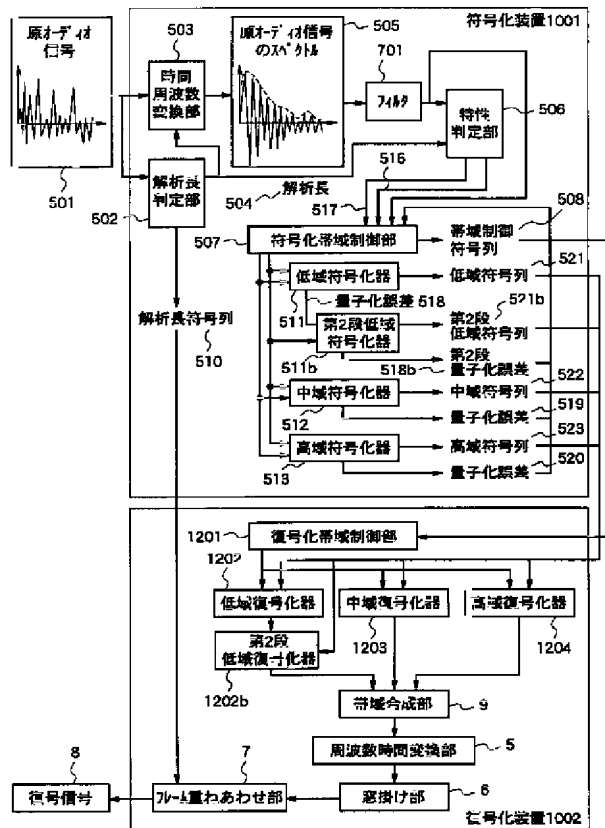 符号化装置1001
原オーディオ
信号
501
503
時間
周波数
変換部
505
原オーディオ信号
のスペクトル
701
フィルタ
506
特性
判定部
502
解析長
判定部
504
解析長
516
517
507
符号化帯域制御部
508
帯域制御
符号列
低域符号化器
511
低域符号列
521
量子化誤差 518
第2段低域
符号化器
511b
521b
第2段
低域符号列
第2段
518b 量子化誤差
解析長符号列
510
中域符号化器
512
中域符号列
522
量子化誤差
519
高域符号化器
513
高域符号列
523
量子化誤差
520
1201
復号化帯域制御部
1202
低域復号化器
中域復号化器
1203
高域復号化器
1204
第2段
低域復号化器
1202b
帯域合成部
9
周波数時間変換部
5
8
復号信号
7
フレーム重ねあわせ部
窓掛け部
6
復号化装置1002